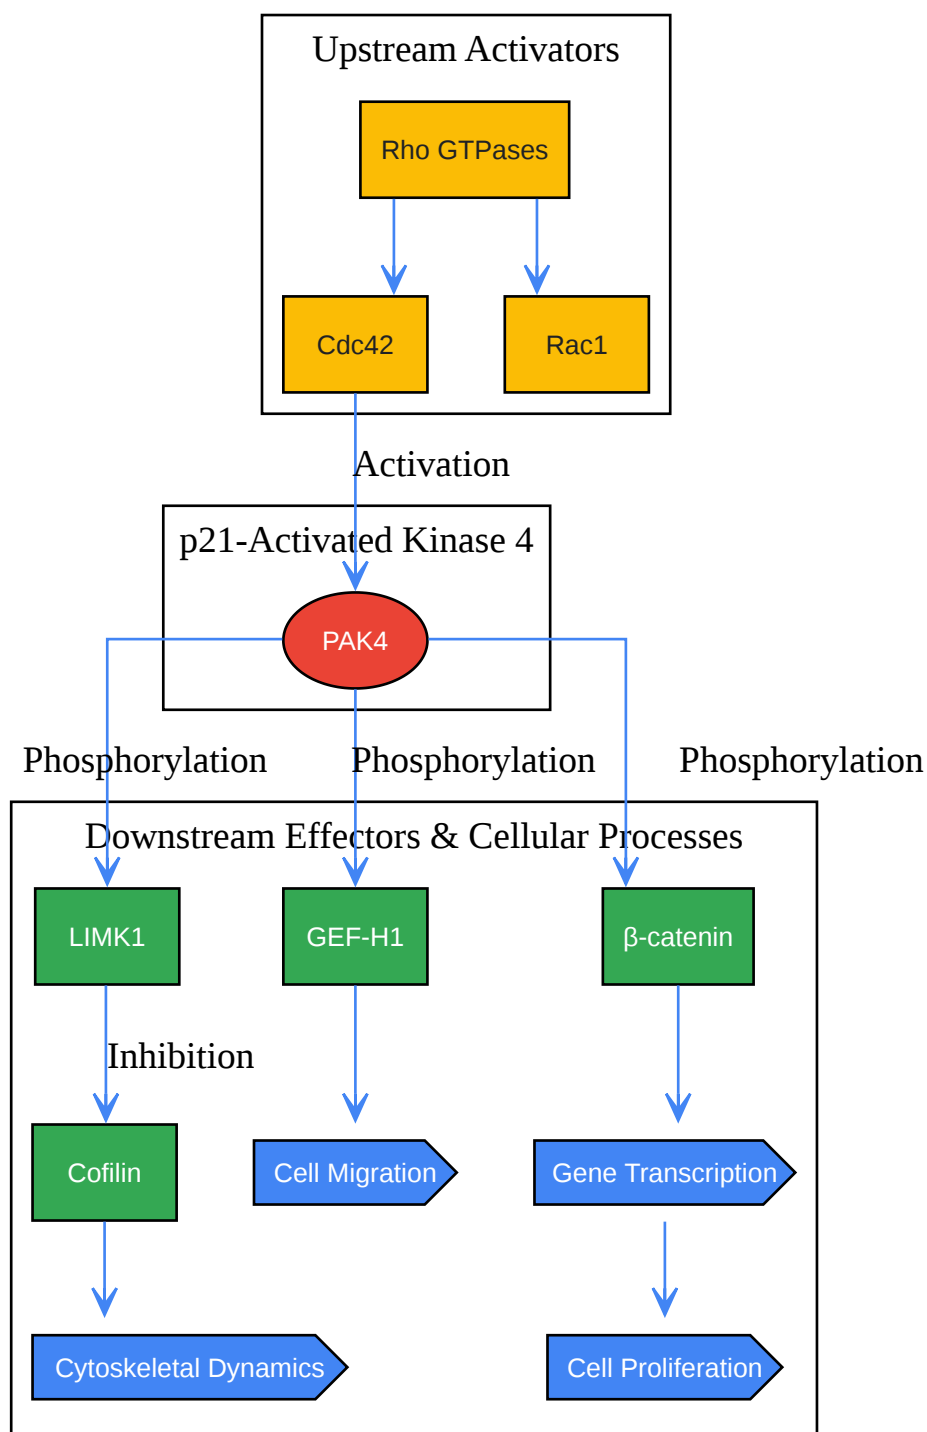 Upstream Activators
Rho GTPases
Cdc42
Rac1
Activation
p21-Activated Kinase 4
PAK4
Phosphorylation
Phosphorylation
Phosphorylation
Downstream Effectors & Cellular Processes
LIMK1
GEF-H1
β-catenin
Inhibition
Cofilin
Cell Migration
Gene Transcription
Cytoskeletal Dynamics
Cell Proliferation